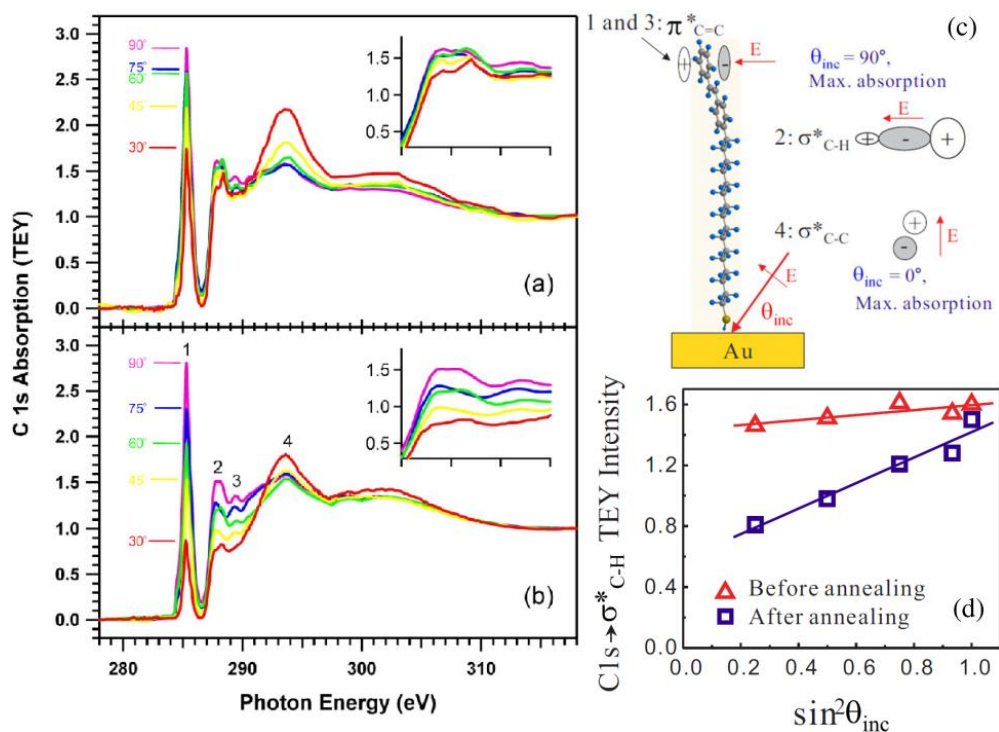 C 1s Absorption (TEY)
3.0
2.5
2.0
1.5
1.0
0.5
0.0
90°
75°
60°
45°
30°
1.5
1.0
0.5
(a)
3.0
2.5
2.0
1.5
1.0
0.5
0.0
90°
75°
60°
45°
30°
1
2
3
4
1.5
1.0
0.5
(b)
280
290
300
310
Photon Energy (eV)
(c)
1 and 3: π*C=C
+
-
E
θinc = 90°,
Max. absorption
E
2: σ*C-H
+
-
+
4: σ*C-C
+
-
E
E
θinc = 0°,
Max. absorption
θinc
Au
C1s→σ*C-H TEY Intensity
1.6
1.2
0.8
0.4
0.0
Before annealing
After annealing
(d)
0.0
0.2
0.4
0.6
0.8
1.0
sin²θinc